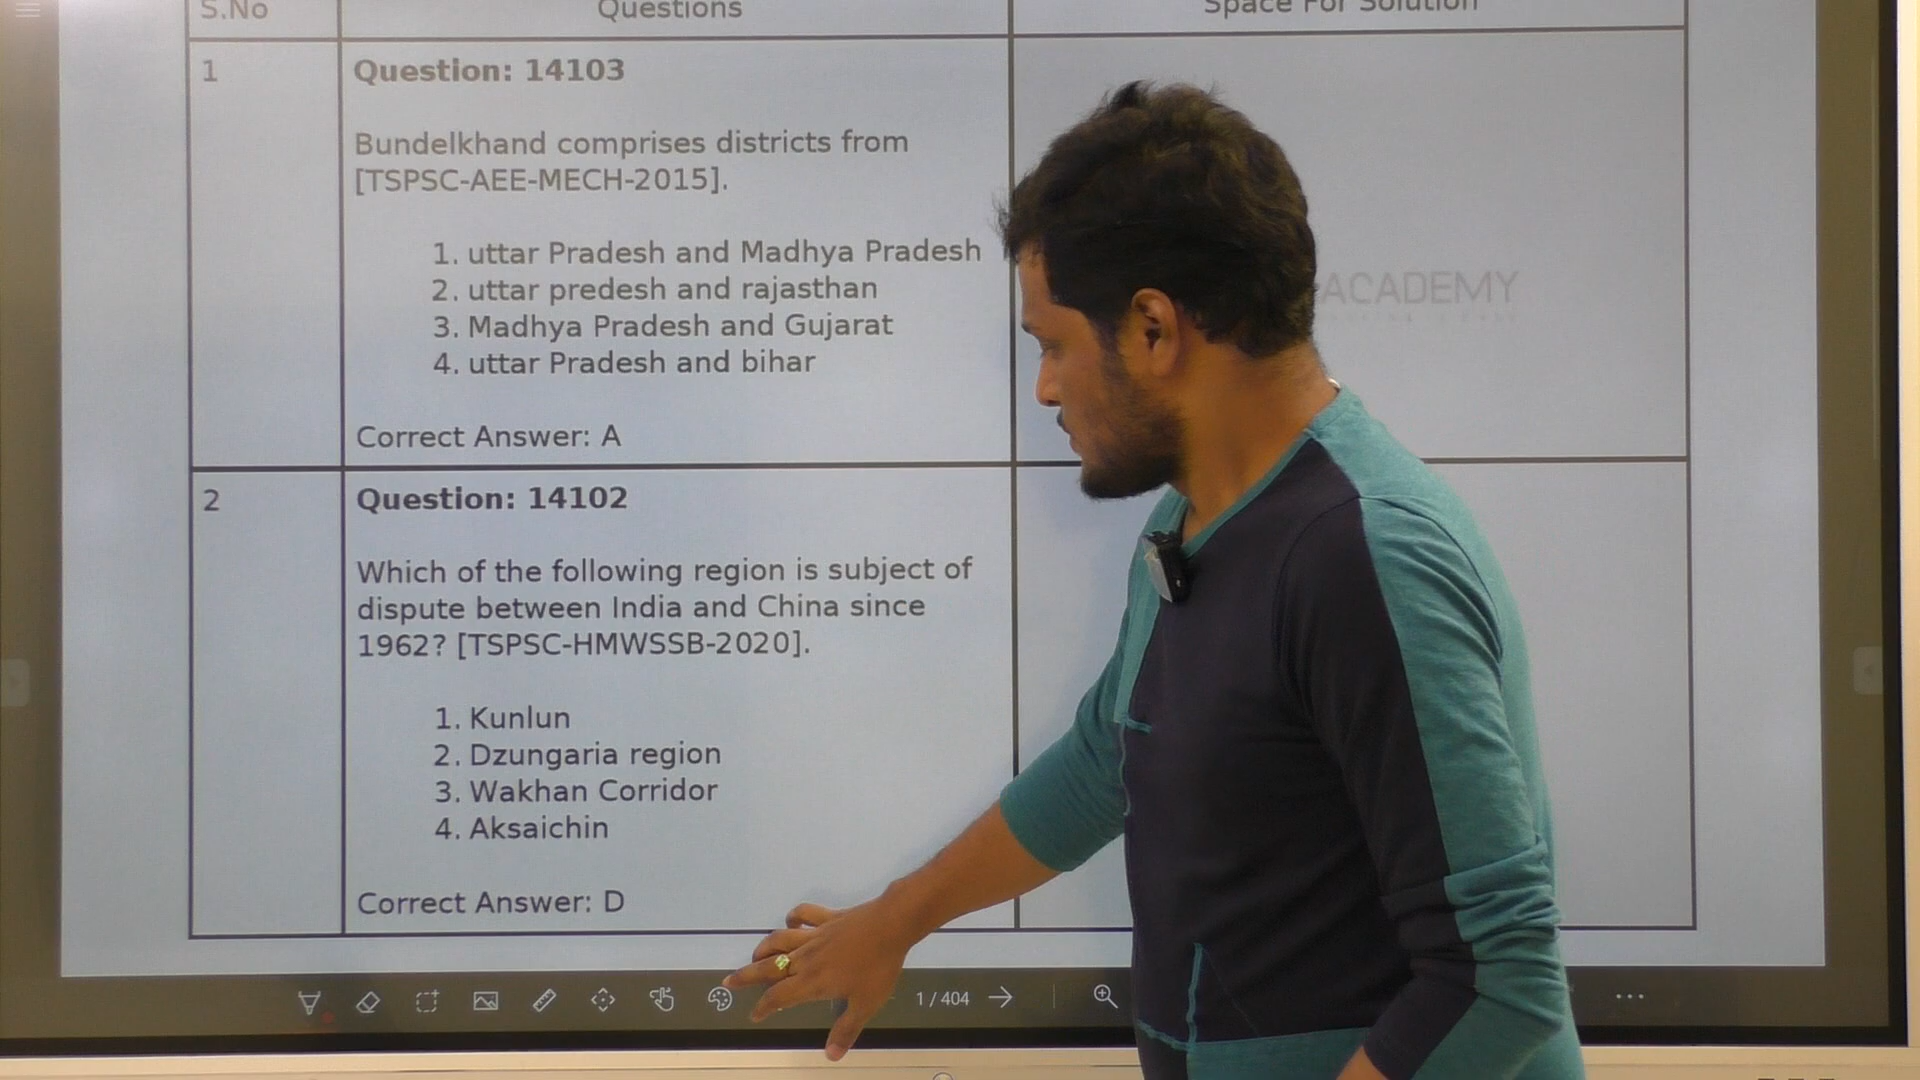 S.No
Questions
Space For Solution
1
Question: 14103
Bundelkhand comprises districts from
[TSPSC-AEE-MECH-2015].
1. uttar Pradesh and Madhya Pradesh
2. uttar predesh and rajasthan
3. Madhya Pradesh and Gujarat
4. uttar Pradesh and bihar
Correct Answer: A
ACADEMY
2
Question: 14102
Which of the following region is subject of
dispute between India and China since
1962? [TSPSC-HMWSSB-2020].
1. Kunlun
2. Dzungaria region
3. Wakhan Corridor
4. Aksaichin
Correct Answer: D
1 / 404